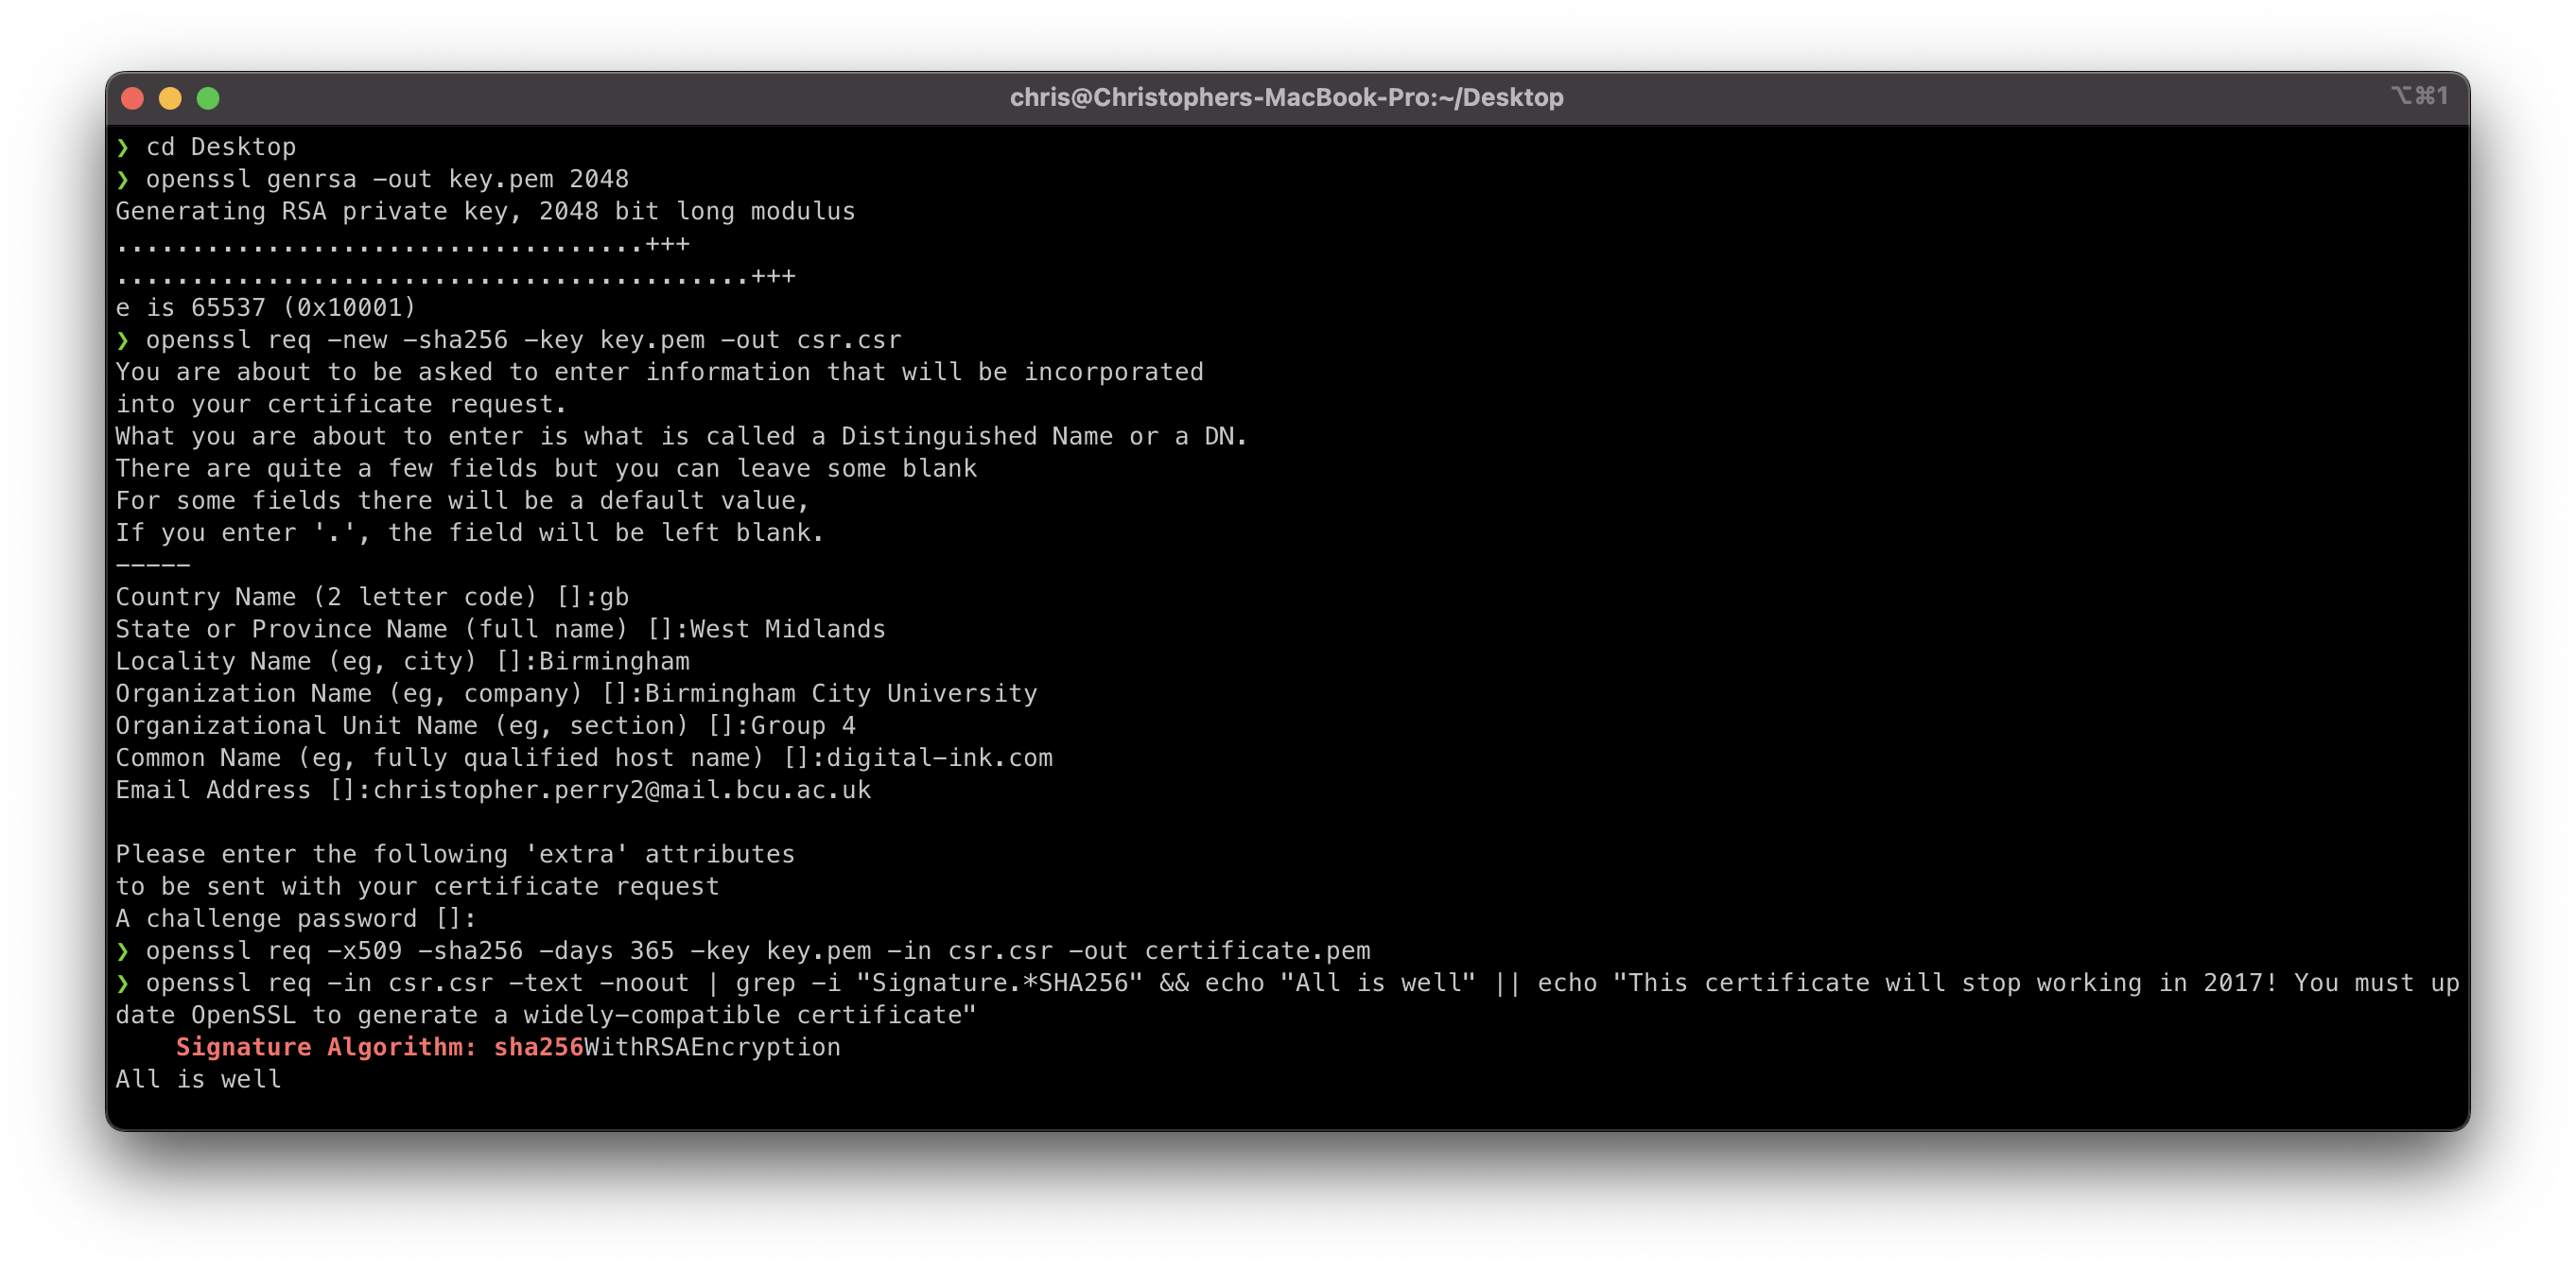 chris@Christophers-MacBook-Pro:~/Desktop
⌥⌘1
❯ cd Desktop
❯ openssl genrsa -out key.pem 2048
Generating RSA private key, 2048 bit long modulus
...................................+++
..........................................+++
e is 65537 (0x10001)
❯ openssl req -new -sha256 -key key.pem -out csr.csr
You are about to be asked to enter information that will be incorporated
into your certificate request.
What you are about to enter is what is called a Distinguished Name or a DN.
There are quite a few fields but you can leave some blank
For some fields there will be a default value,
If you enter '.', the field will be left blank.
-----
Country Name (2 letter code) []:gb
State or Province Name (full name) []:West Midlands
Locality Name (eg, city) []:Birmingham
Organization Name (eg, company) []:Birmingham City University
Organizational Unit Name (eg, section) []:Group 4
Common Name (eg, fully qualified host name) []:digital-ink.com
Email Address []:christopher.perry2@mail.bcu.ac.uk

Please enter the following 'extra' attributes
to be sent with your certificate request
A challenge password []:
❯ openssl req -x509 -sha256 -days 365 -key key.pem -in csr.csr -out certificate.pem
❯ openssl req -in csr.csr -text -noout | grep -i "Signature.*SHA256" && echo "All is well" || echo "This certificate will stop working in 2017! You must up
date OpenSSL to generate a widely-compatible certificate"
    Signature Algorithm: sha256WithRSAEncryption
All is well